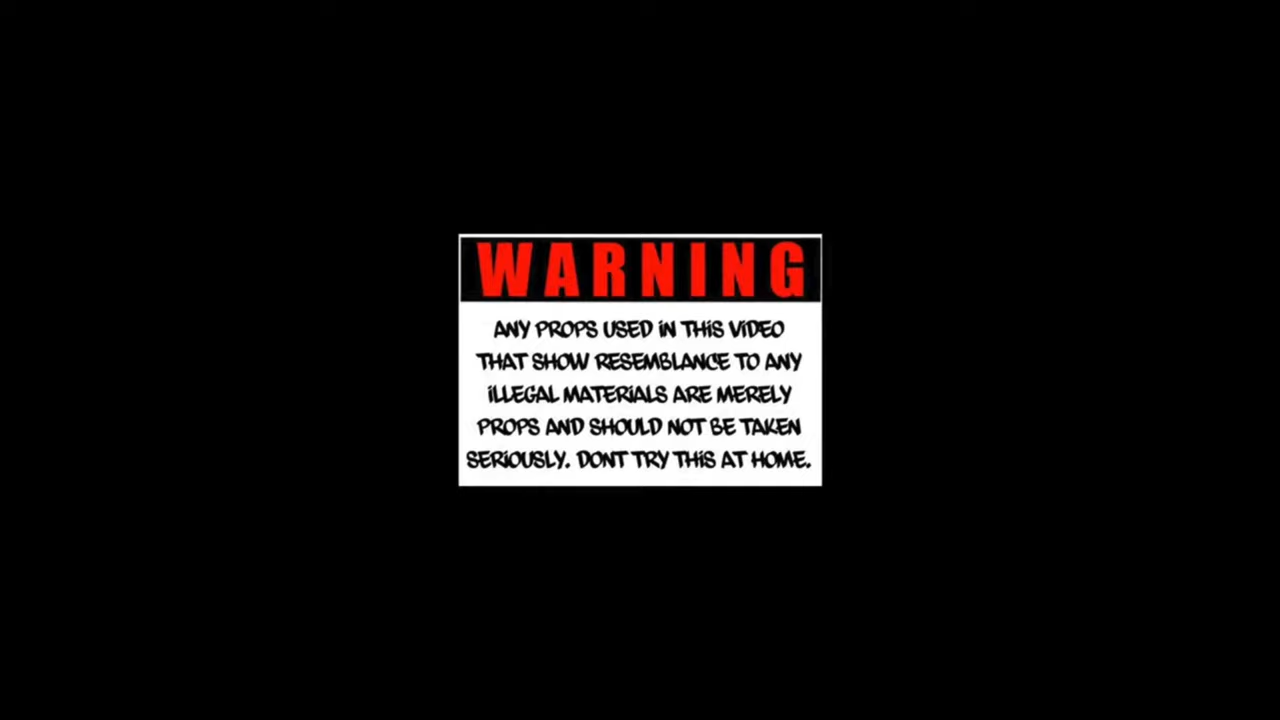 WARNING
ANY PROPS USED IN THIS VIDEO
THAT SHOW RESEMBLANCE TO ANY
ILLEGAL MATERIALS ARE MERELY
PROPS AND SHOULD NOT BE TAKEN
SERIOUSLY. DONT TRY THIS AT HOME.